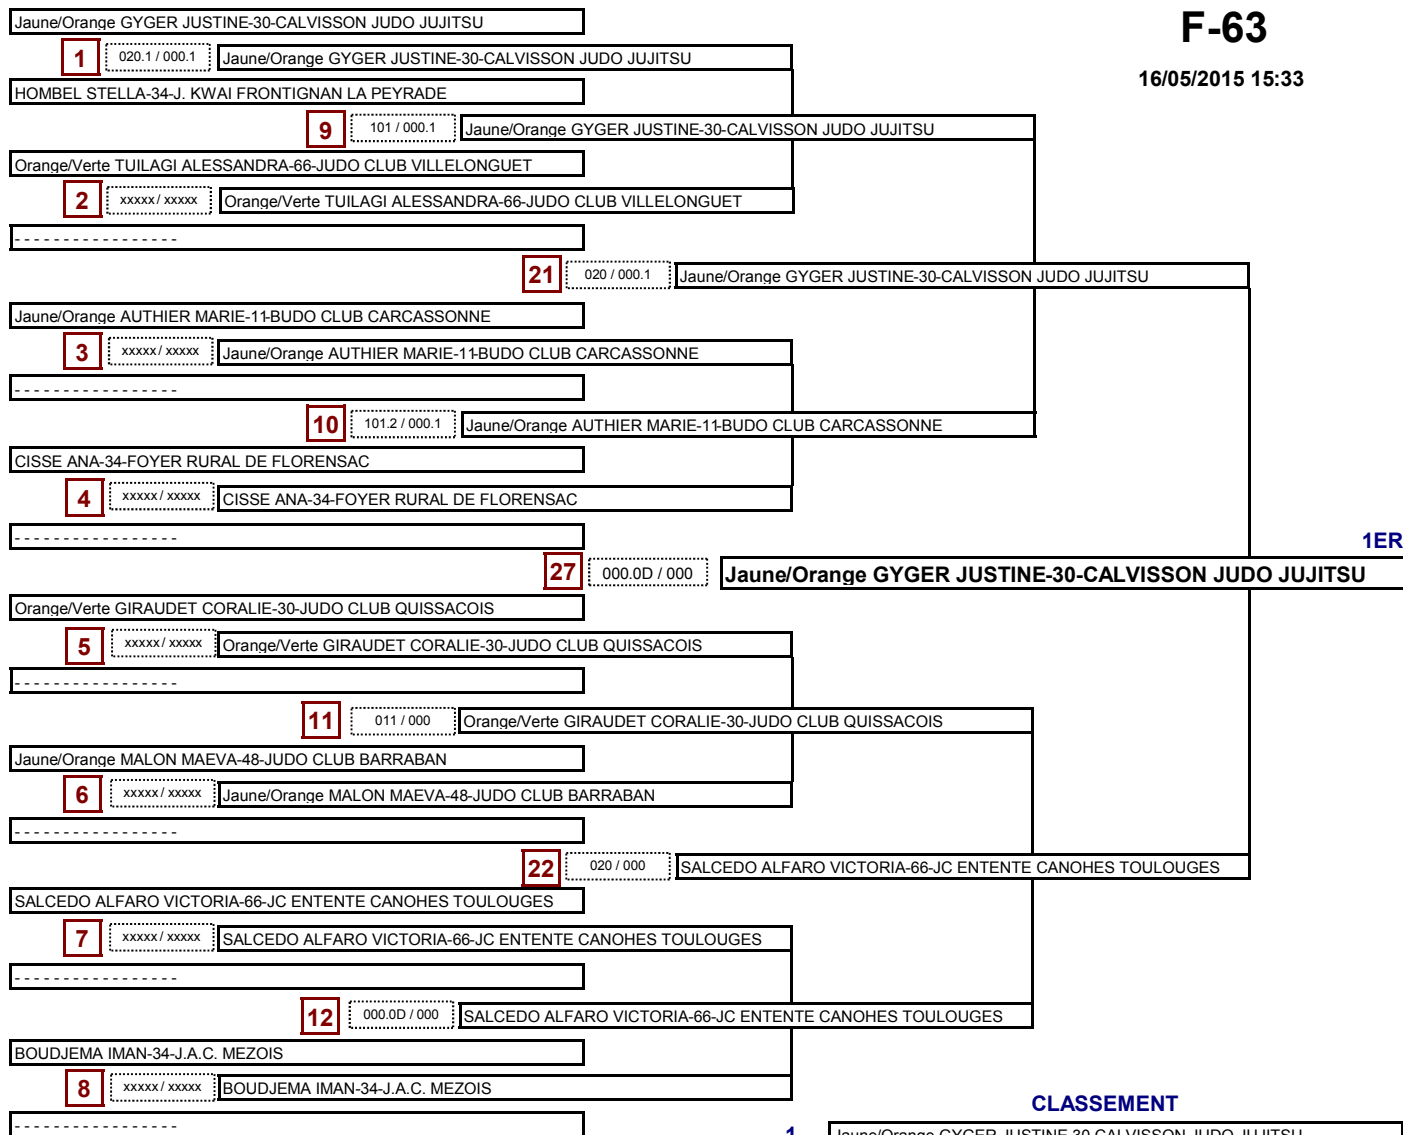 Jaune/Orange GYGER JUSTINE-30-CALVISSON JUDO JUJITSU
F-63
1 020.1 / 000.1 Jaune/Orange GYGER JUSTINE-30-CALVISSON JUDO JUJITSU
16/05/2015 15:33
HOMBEL STELLA-34-J. KWAI FRONTIGNAN LA PEYRADE
9 101 / 000.1 Jaune/Orange GYGER JUSTINE-30-CALVISSON JUDO JUJITSU
Orange/Verte TUILAGI ALESSANDRA-66-JUDO CLUB VILLELONGUET
2 xxxxx / xxxxx Orange/Verte TUILAGI ALESSANDRA-66-JUDO CLUB VILLELONGUET
- - - - - - - - - - - - - - - - -
21 020 / 000.1 Jaune/Orange GYGER JUSTINE-30-CALVISSON JUDO JUJITSU
Jaune/Orange AUTHIER MARIE-11-BUDO CLUB CARCASSONNE
3 xxxxx / xxxxx Jaune/Orange AUTHIER MARIE-11-BUDO CLUB CARCASSONNE
- - - - - - - - - - - - - - - - -
10 101.2 / 000.1 Jaune/Orange AUTHIER MARIE-11-BUDO CLUB CARCASSONNE
CISSE ANA-34-FOYER RURAL DE FLORENSAC
4 xxxxx / xxxxx CISSE ANA-34-FOYER RURAL DE FLORENSAC
- - - - - - - - - - - - - - - - -
1ER
27 000.0D / 000 Jaune/Orange GYGER JUSTINE-30-CALVISSON JUDO JUJITSU
Orange/Verte GIRAUDET CORALIE-30-JUDO CLUB QUISSACOIS
5 xxxxx / xxxxx Orange/Verte GIRAUDET CORALIE-30-JUDO CLUB QUISSACOIS
- - - - - - - - - - - - - - - - -
11 011 / 000 Orange/Verte GIRAUDET CORALIE-30-JUDO CLUB QUISSACOIS
Jaune/Orange MALON MAEVA-48-JUDO CLUB BARRABAN
6 xxxxx / xxxxx Jaune/Orange MALON MAEVA-48-JUDO CLUB BARRABAN
- - - - - - - - - - - - - - - - -
22 020 / 000 SALCEDO ALFARO VICTORIA-66-JC ENTENTE CANOHES TOULOUGES
SALCEDO ALFARO VICTORIA-66-JC ENTENTE CANOHES TOULOUGES
7 xxxxx / xxxxx SALCEDO ALFARO VICTORIA-66-JC ENTENTE CANOHES TOULOUGES
- - - - - - - - - - - - - - - - -
12 000.0D / 000 SALCEDO ALFARO VICTORIA-66-JC ENTENTE CANOHES TOULOUGES
BOUDJEMA IMAN-34-J.A.C. MEZOIS
8 xxxxx / xxxxx BOUDJEMA IMAN-34-J.A.C. MEZOIS
CLASSEMENT
- - - - - - - - - - - - - - - - -
1 Jaune/Orange GYGER JUSTINE-30-CALVISSON JUDO JUJITSU